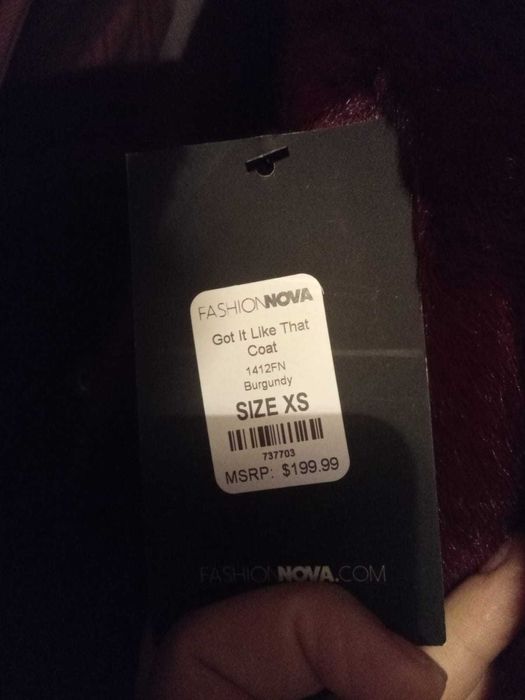 FASHIONNOVA
Got It Like That
Coat
1412FN
Burgundy
SIZE XS
737703
MSRP: $199.99
FASHIONNOVA.COM